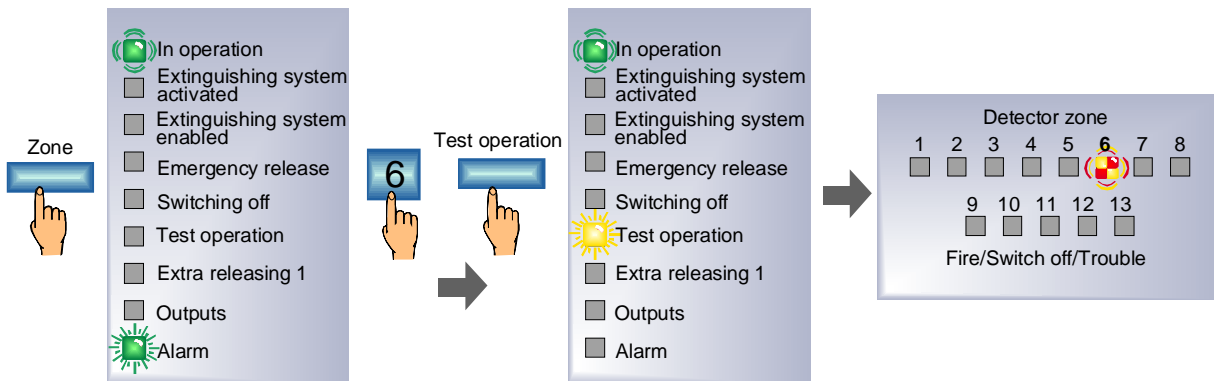 Zone
In operation
Extinguishing system
activated
Extinguishing system
enabled
Emergency release
Switching off
Test operation
Extra releasing 1
Outputs
Alarm
6
Test operation
In operation
Extinguishing system
activated
Extinguishing system
enabled
Emergency release
Switching off
Test operation
Extra releasing 1
Outputs
Alarm
Detector zone
1 2 3 4 5 6 7 8
9 10 11 12 13
Fire/Switch off/Trouble